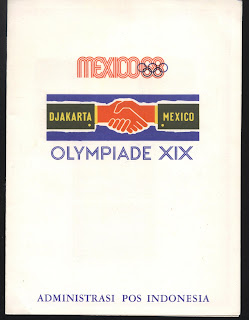 MEXICO68
DJAKARTA MEXICO
OLYMPIADE XIX
ADMINISTRASI POS INDONESIA